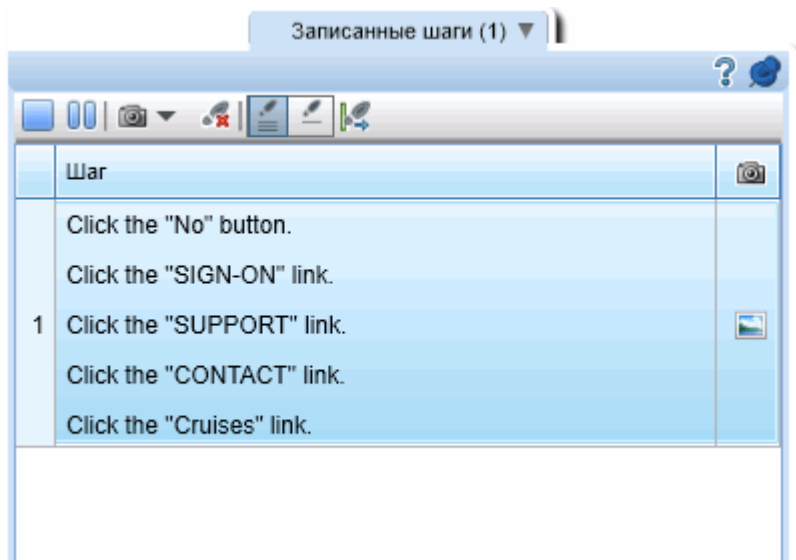 Записанные шаги (1)
Шаг
Click the "No" button.
Click the "SIGN-ON" link.
1 Click the "SUPPORT" link.
Click the "CONTACT" link.
Click the "Cruises" link.